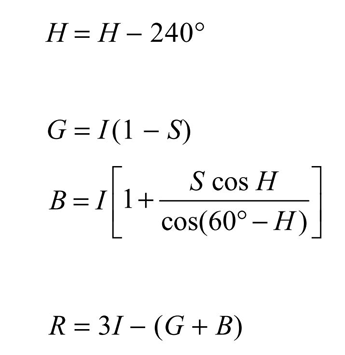 H = H − 240°
G = I(1 − S)
B = I[1 + S cos H / cos(60° − H)]
R = 3I − (G + B)